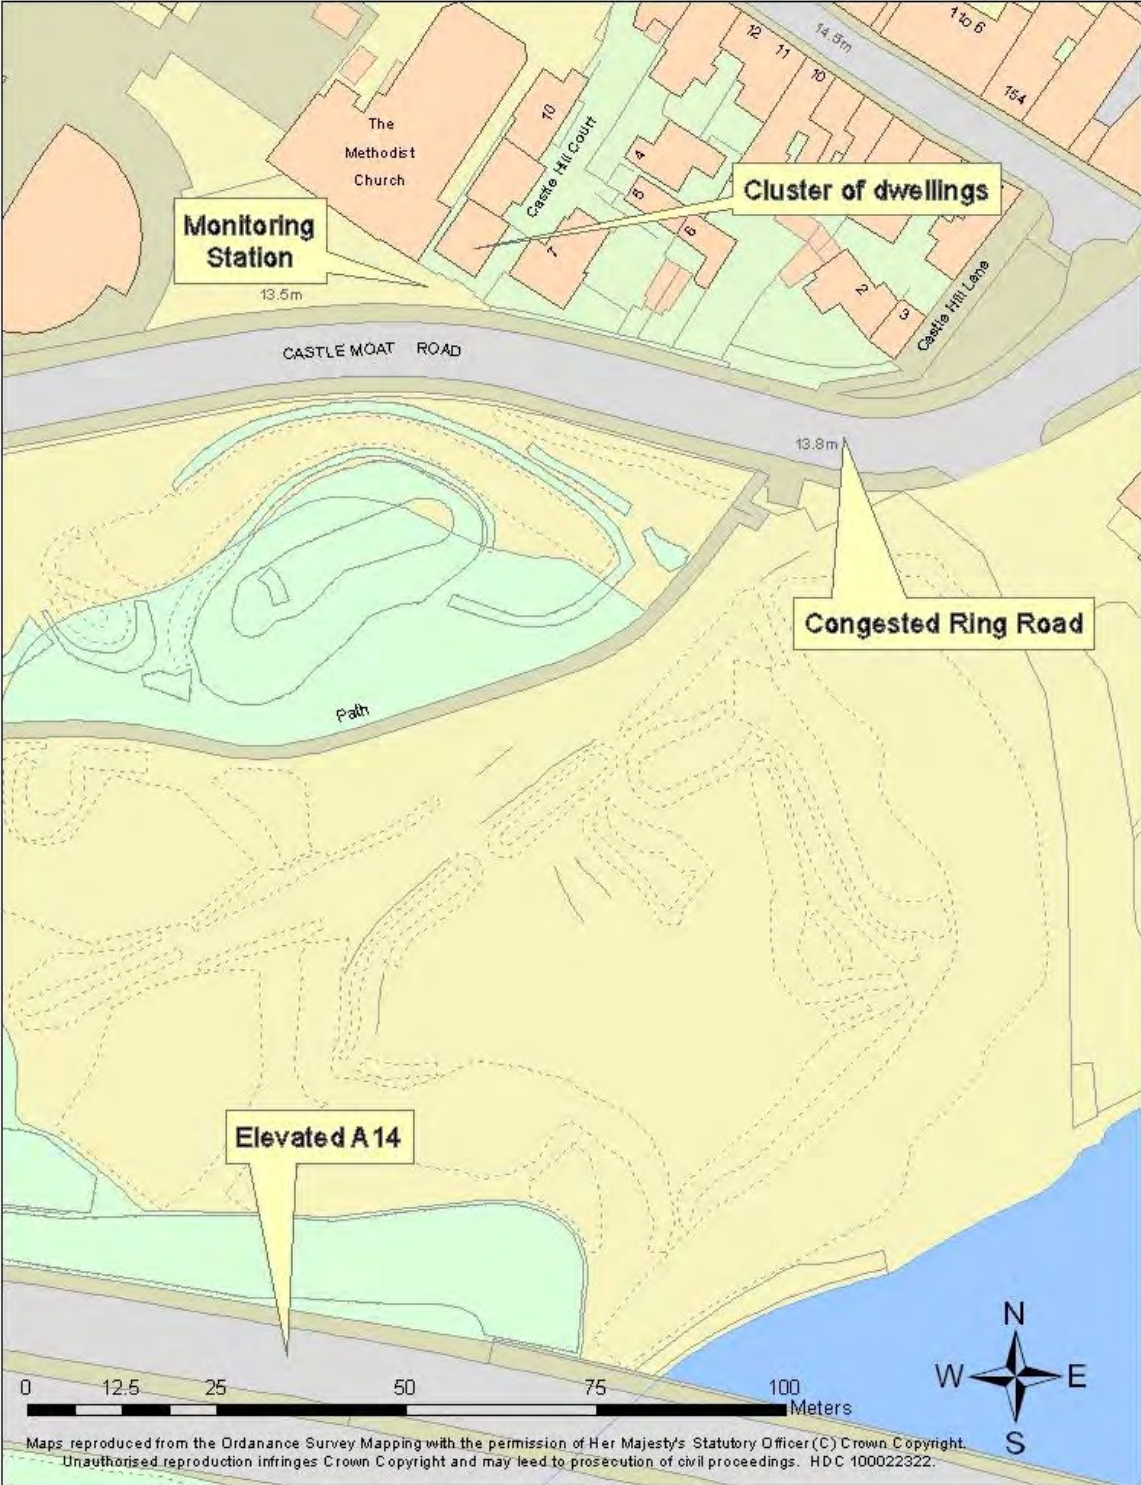 11 to 6
12
11
10
14.5m
154
The
Methodist
Church
10
Castle Hill Court
4
5
6
7
Cluster of dwellings
Monitoring
Station
13.5m
2
3
Castle Hill Lane
CASTLE MOAT ROAD
13.8m
Congested Ring Road
Path
Elevated A14
N
W E
S
0 12.5 25 50 75 100
Meters
Maps reproduced from the Ordanance Survey Mapping with the permission of Her Majesty's Statutory Officer (C) Crown Copyright.
Unauthorised reproduction infringes Crown Copyright and may leed to prosecution of civil proceedings. HDC 100022322.